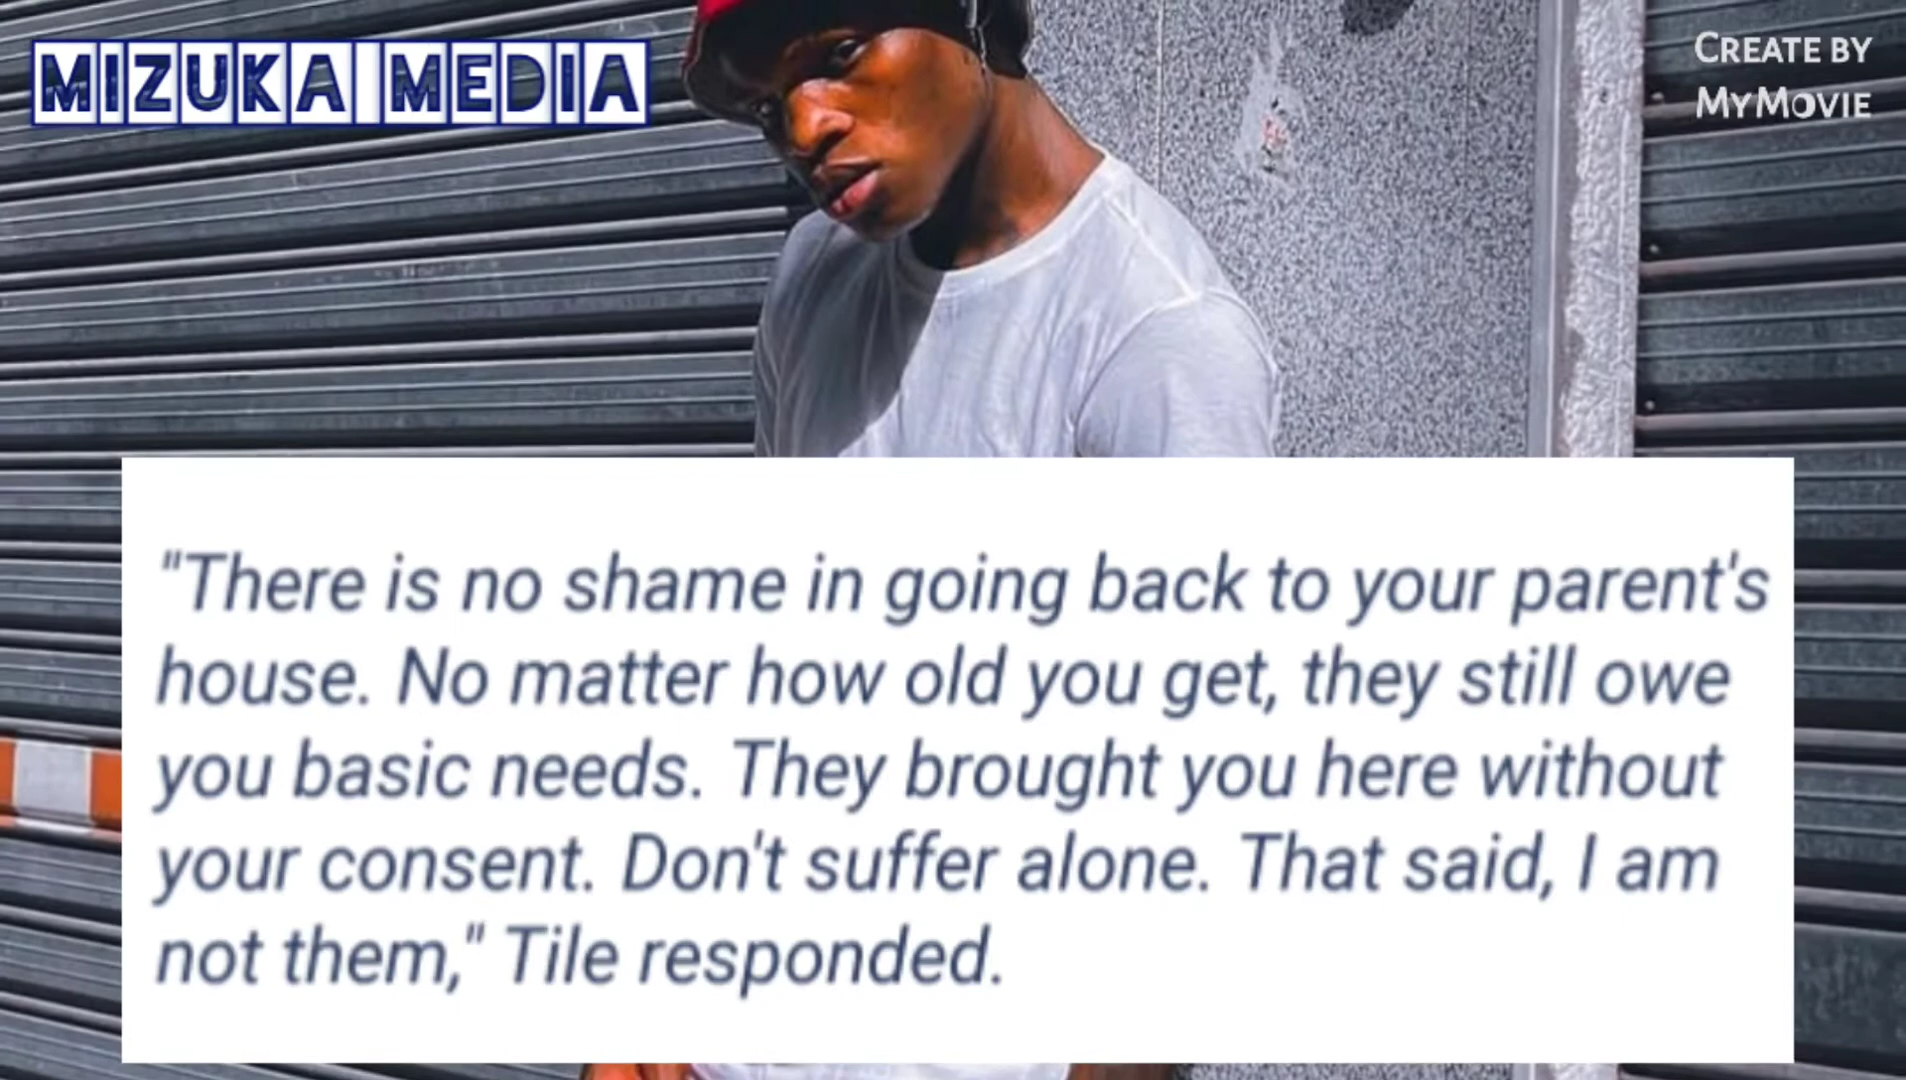 MIZUKA MEDIA
CREATE BY
MYMOVIE
"There is no shame in going back to your parent's
house. No matter how old you get, they still owe
you basic needs. They brought you here without
your consent. Don't suffer alone. That said, I am
not them," Tile responded.